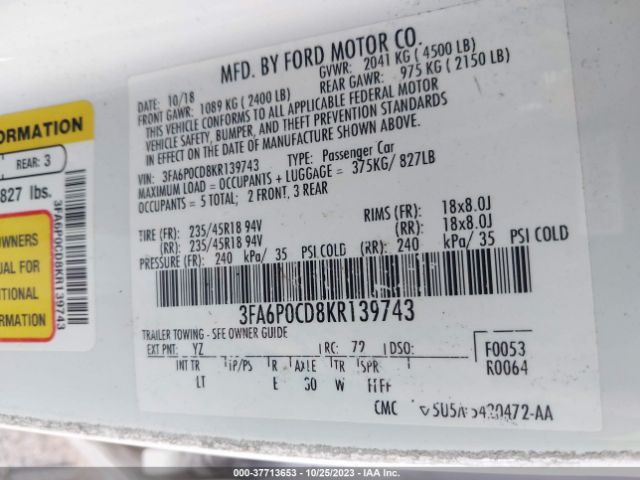 MFD. BY FORD MOTOR CO.
DATE: 10/18 GVWR: 2041 KG ( 4500 LB)
FRONT GAWR: 1089 KG ( 2400 LB) REAR GAWR: 975 KG ( 2150 LB)
THIS VEHICLE CONFORMS TO ALL APPLICABLE FEDERAL MOTOR
VEHICLE SAFETY, BUMPER, AND THEFT PREVENTION STANDARDS
IN EFFECT ON THE DATE OF MANUFACTURE SHOWN ABOVE.
VIN: 3FA6P0CD8KR139743 TYPE: Passenger Car
MAXIMUM LOAD = OCCUPANTS + LUGGAGE = 375KG/ 827LB
OCCUPANTS = 5 TOTAL; 2 FRONT, 3 REAR
TIRE (FR): 235/45R18 94V RIMS (FR): 18x8.0J
(RR): 235/45R18 94V (RR): 18x8.0J
PRESSURE (FR): 240 kPa/ 35 PSI COLD (RR): 240 kPa/ 35 PSI COLD
3FA6P0CD8KR139743
TRAILER TOWING - SEE OWNER GUIDE
EXT PNT: YZ RC: 72 DSO:
F0053
R0064
INT TR TP/PS R AXLE TR SPR
LT E W
CMC
ORMATION
REAR: 3
827 lbs.
OWNERS
UAL FOR
ITIONAL
ORMATION
3FA6P0CD8KR139743
000-37713653 - 10/25/2023 - IAA Inc.